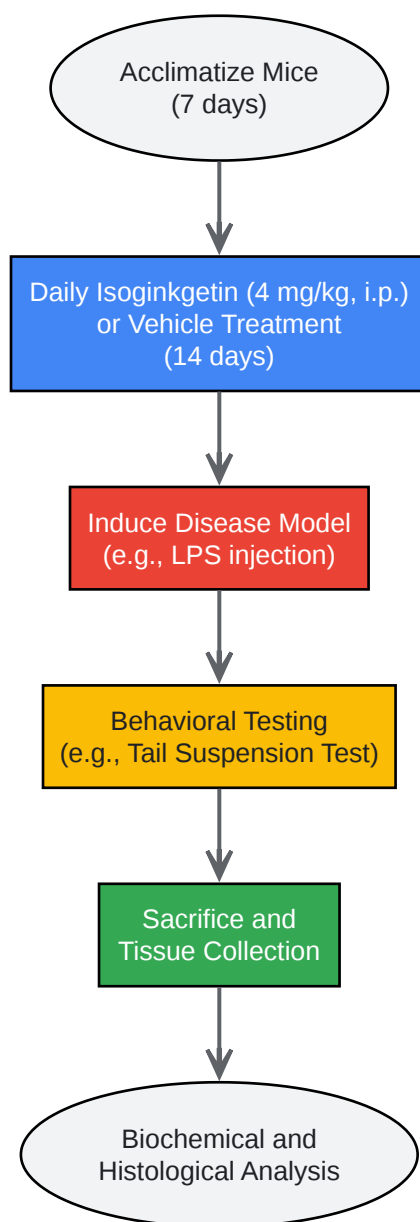 Acclimatize Mice
(7 days)
Daily Isoginkgetin (4 mg/kg, i.p.)
or Vehicle Treatment
(14 days)
Induce Disease Model
(e.g., LPS injection)
Behavioral Testing
(e.g., Tail Suspension Test)
Sacrifice and
Tissue Collection
Biochemical and
Histological Analysis